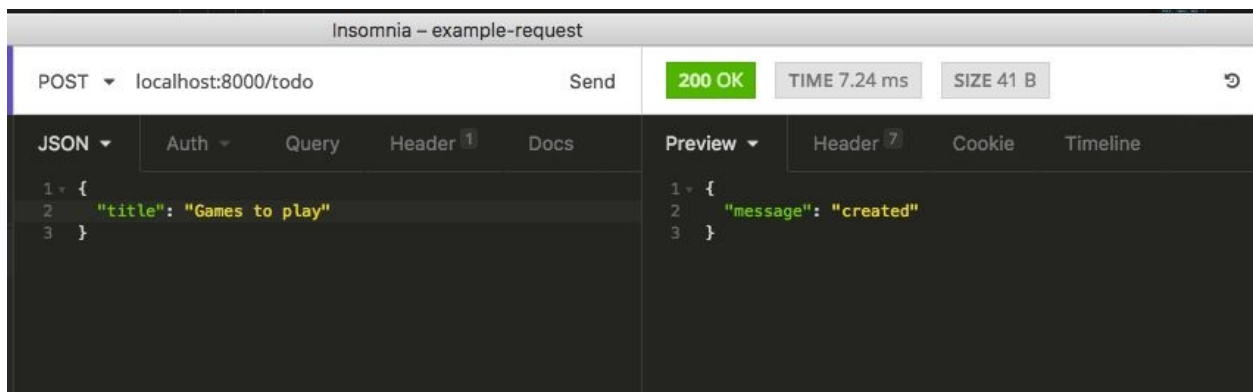 Insomnia – example-request
POST localhost:8000/todo Send
200 OK TIME 7.24 ms SIZE 41 B
JSON Auth Query Header 1 Docs
Preview Header 7 Cookie Timeline
1 {
2 "title": "Games to play"
3 }
1 {
2 "message": "created"
3 }